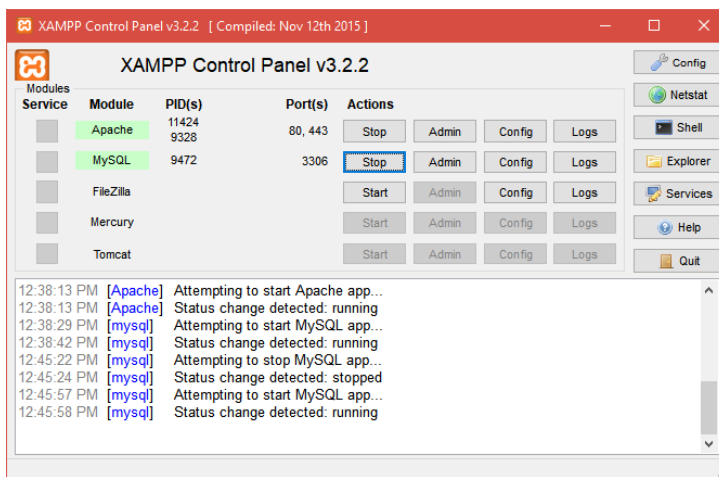 XAMPP Control Panel v3.2.2 [ Compiled: Nov 12th 2015 ]
XAMPP Control Panel v3.2.2
Config
Modules
Service Module PID(s) Port(s) Actions
Netstat
Apache 11424 9328 80, 443 Stop Admin Config Logs
Shell
MySQL 9472 3306 Stop Admin Config Logs
Explorer
FileZilla Start Admin Config Logs
Services
Mercury Start Admin Config Logs
Help
Tomcat Start Admin Config Logs
Quit
12:38:13 PM [Apache] Attempting to start Apache app...
12:38:13 PM [Apache] Status change detected: running
12:38:29 PM [mysql] Attempting to start MySQL app...
12:38:42 PM [mysql] Status change detected: running
12:45:22 PM [mysql] Attempting to stop MySQL app...
12:45:24 PM [mysql] Status change detected: stopped
12:45:57 PM [mysql] Attempting to start MySQL app...
12:45:58 PM [mysql] Status change detected: running